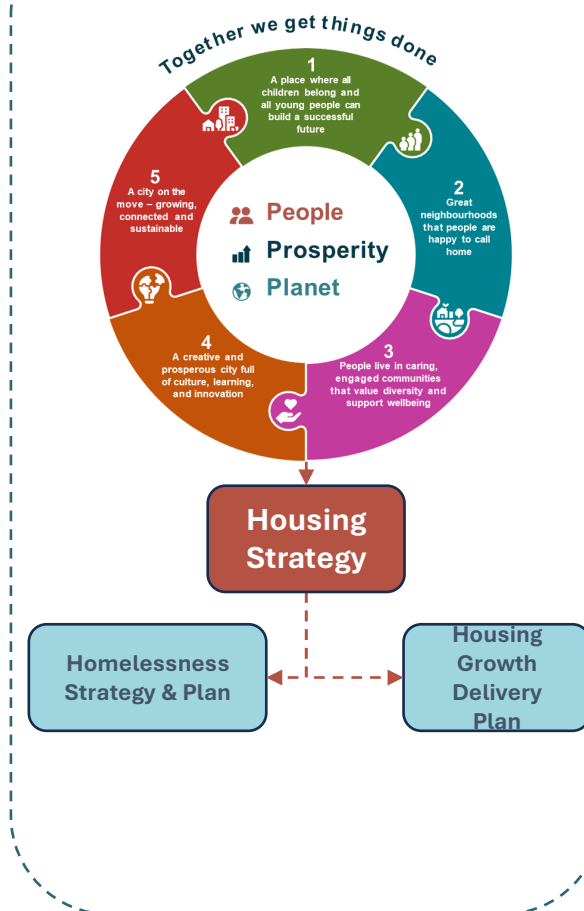 Together we get things done
1
A place where all
children belong and
all young people can
build a successful
future
2
Great
neighbourhoods
that people are
happy to call
home
3
People live in caring,
engaged communities
that value diversity and
support wellbeing
4
A creative and
prosperous city full
of culture, learning,
and innovation
5
A city on the
move – growing,
connected and
sustainable
People
Prosperity
Planet
Housing
Strategy
Homelessness
Strategy & Plan
Housing
Growth
Delivery
Plan